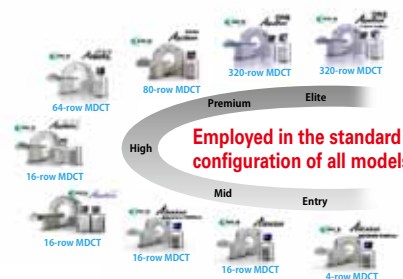 320-row MDCT
320-row MDCT
80-row MDCT
64-row MDCT
Premium
Elite
High
Employed in the standard
configuration of all models
16-row MDCT
Mid
Entry
16-row MDCT
16-row MDCT
16-row MDCT
4-row MDCT